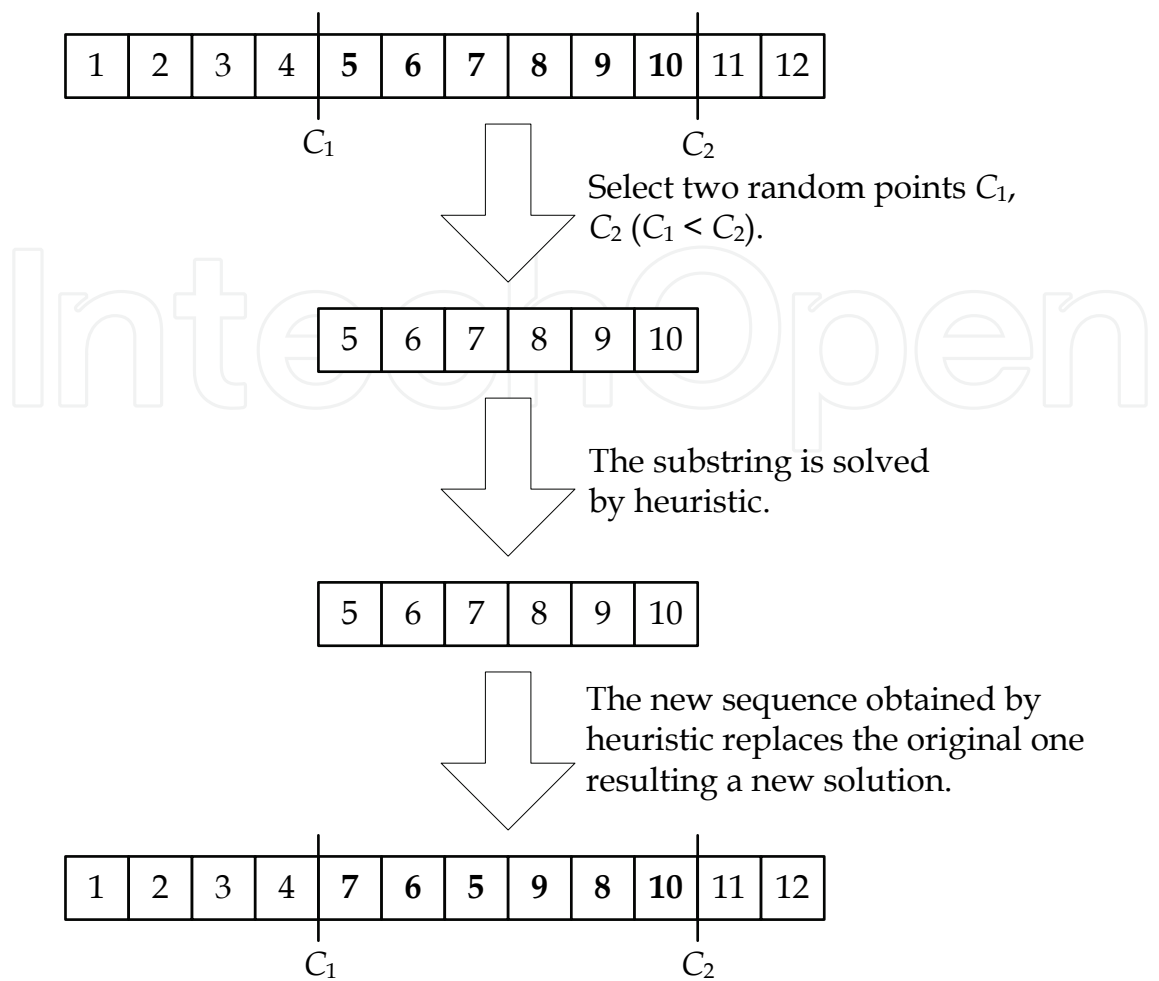 1 2 3 4 5 6 7 8 9 10 11 12
C1 C2
Select two random points C1,
C2 (C1 < C2).
IntechOpen
5 6 7 8 9 10
The substring is solved
by heuristic.
5 6 7 8 9 10
The new sequence obtained by
heuristic replaces the original one
resulting a new solution.
1 2 3 4 7 6 5 9 8 10 11 12
C1 C2